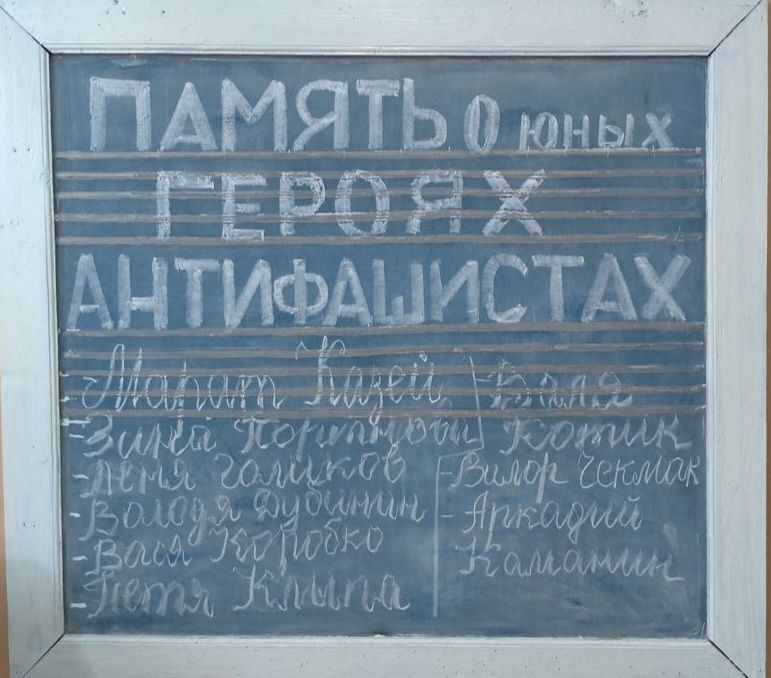 ПАМЯТЬ О ЮНЫХ
ГЕРОЯХ
АНТИФАШИСТАХ
- Марат Казей
- Зина Портнова
- Леня Голиков
- Володя Дубинин
- Вася Коробко
- Петя Клыпа
- Валя
Котик
- Вилор Чекмак
- Аркадий
Каманин